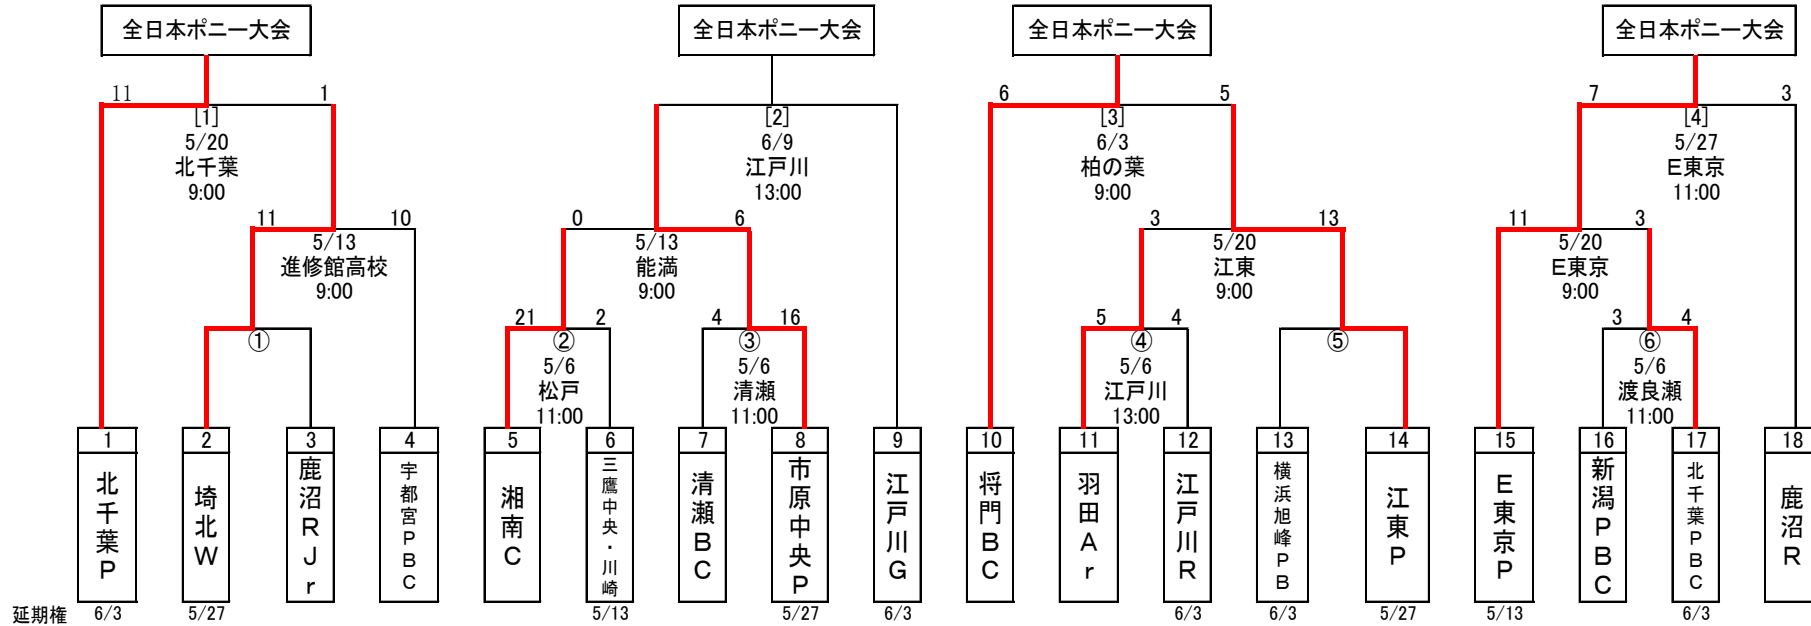 全日本ポニー大会 全日本ポニー大会 全日本ポニー大会 全日本ポニー大会
11 1 6 5 7 3
[1] [2] [3] [4]
5/20 6/9 6/3 5/27
北千葉 江戸川 柏の葉 E東京
9:00 13:00 9:00 11:00
11 10 0 6 3 13 11 3
5/13 5/13 5/20 5/20
進修館高校 能満 江東 E東京
9:00 9:00 9:00 9:00
21 2 4 16 5 4 3 4
① ② ③ ④ ⑤ ⑥
5/6 5/6 5/6 5/6
松戸 清瀬 江戸川 渡良瀬
11:00 11:00 13:00 11:00
1 2 3 4 5 6 7 8 9 10 11 12 13 14 15 16 17 18
北千葉P
埼北W
鹿沼RJr
宇都宮PBC
湘南C
三鷹中央・川崎
清瀬BC
市原中央P
江戸川G
将門BC
羽田Ar
江戸川R
横浜旭峰PB
江東P
E東京P
新潟PBC
北千葉PBC
鹿沼R
延期権 6/3 5/27 5/13 5/27 6/3 6/3 6/3 5/27 5/13 6/3